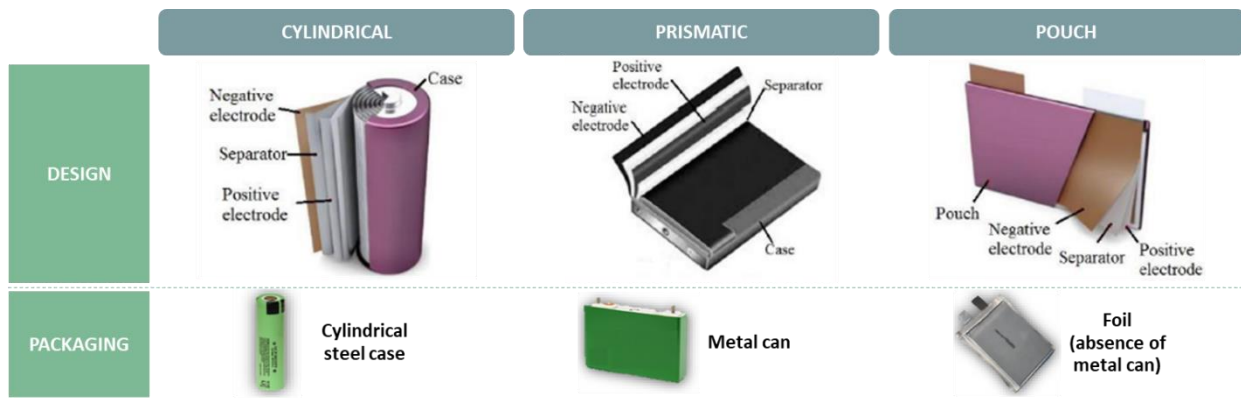 CYLINDRICAL
PRISMATIC
POUCH
DESIGN
Negative
electrode
Separator
Positive
electrode
Case
Positive
electrode
Negative
electrode
Separator
Case
Pouch
Negative
electrode
Separator
Positive
electrode
PACKAGING
Cylindrical
steel case
Metal can
Foil
(absence of
metal can)